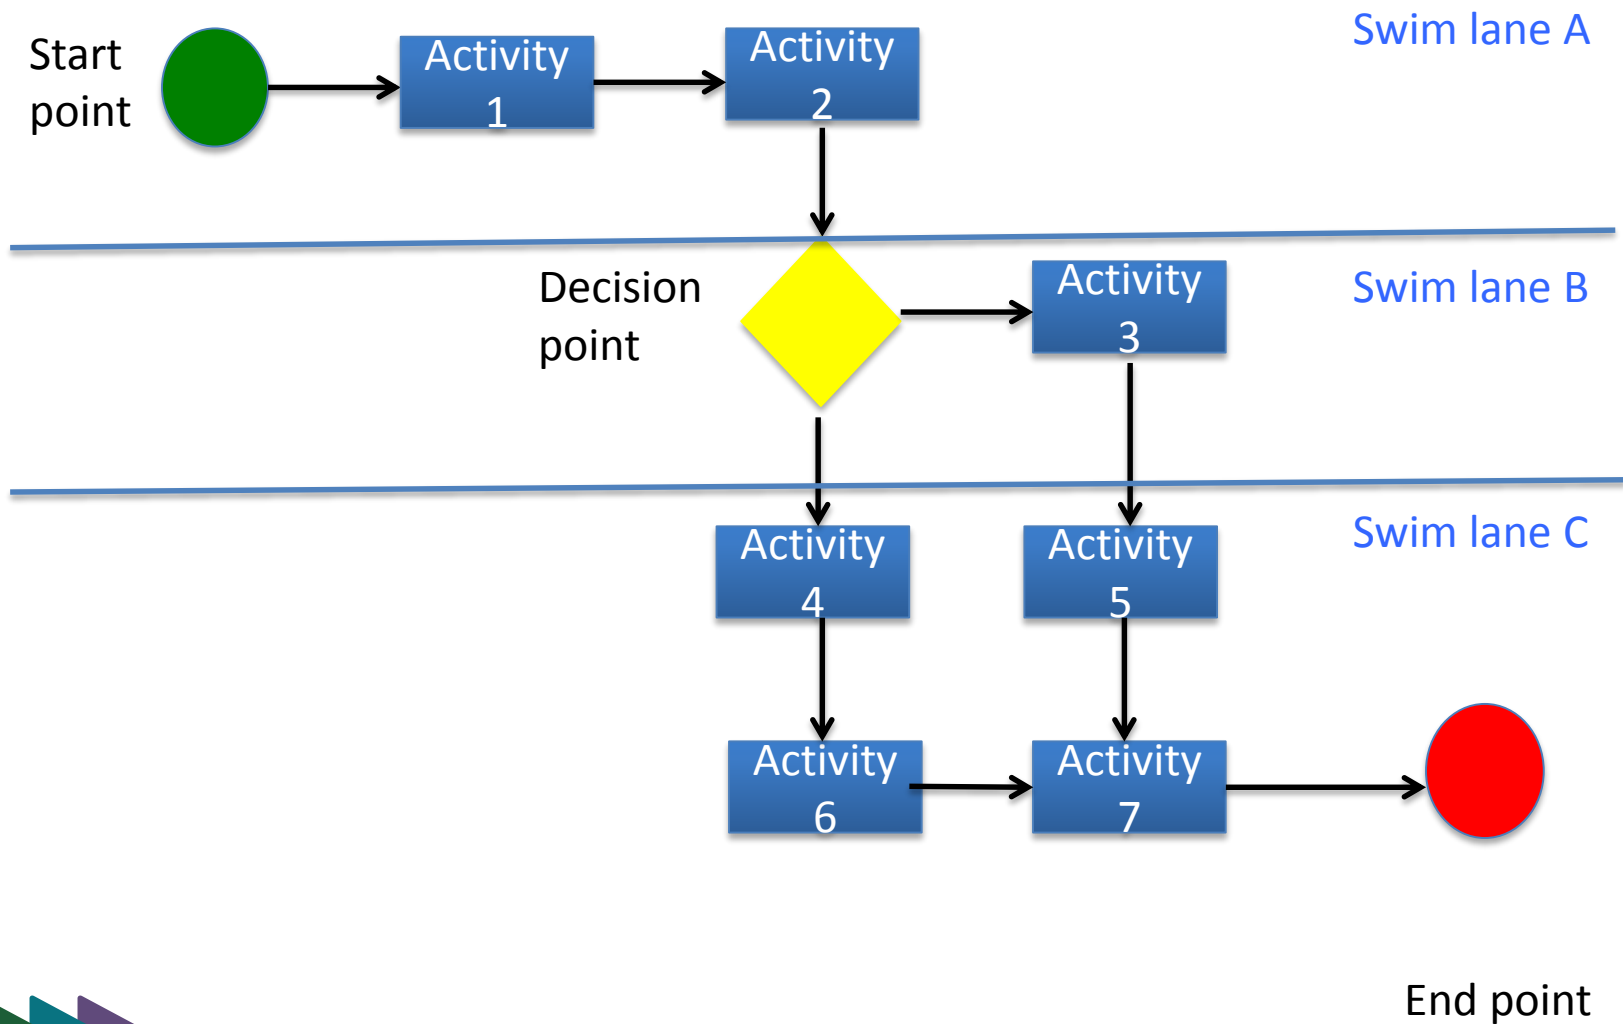 Start
point
Activity
1
Activity
2
Swim lane A
Decision
point
Activity
3
Swim lane B
Activity
4
Activity
5
Swim lane C
Activity
6
Activity
7
End point